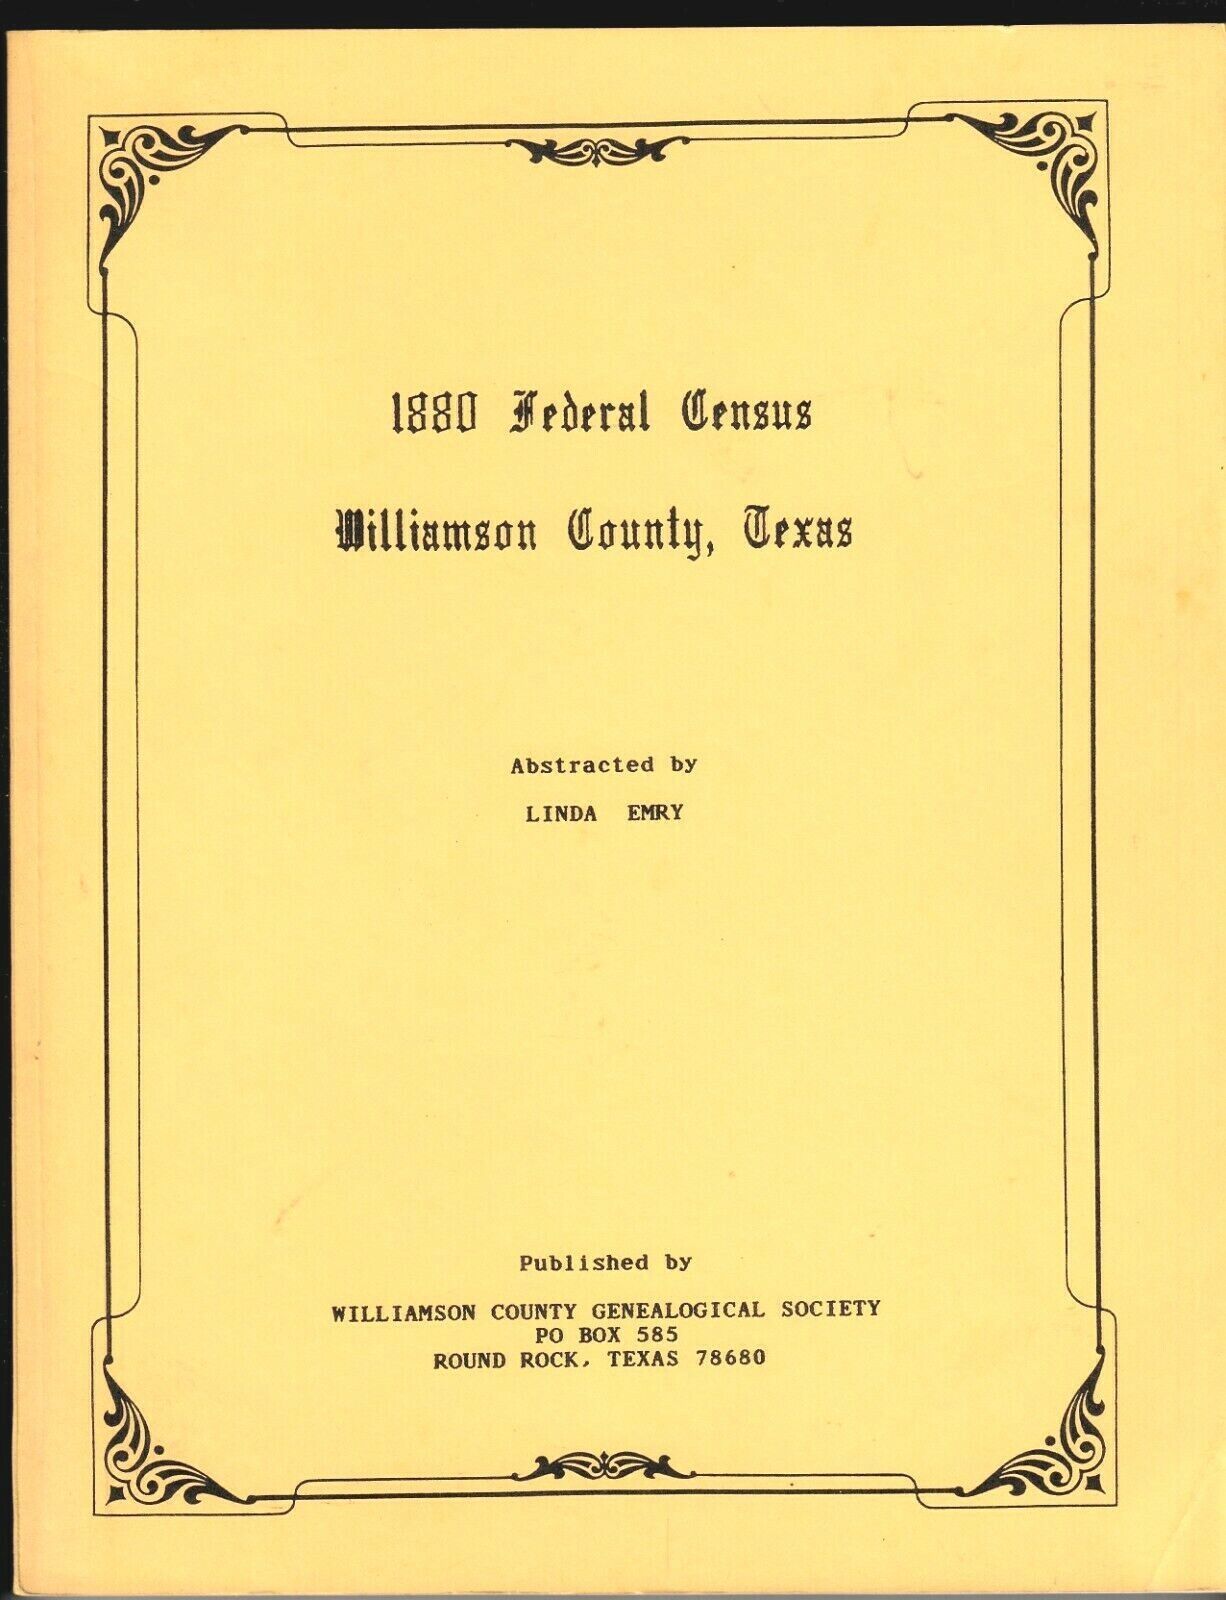 1880 Federal Census
Williamson County, Texas
Abstracted by
LINDA EMRY
Published by
WILLIAMSON COUNTY GENEALOGICAL SOCIETY
PO BOX 585
ROUND ROCK, TEXAS 78680